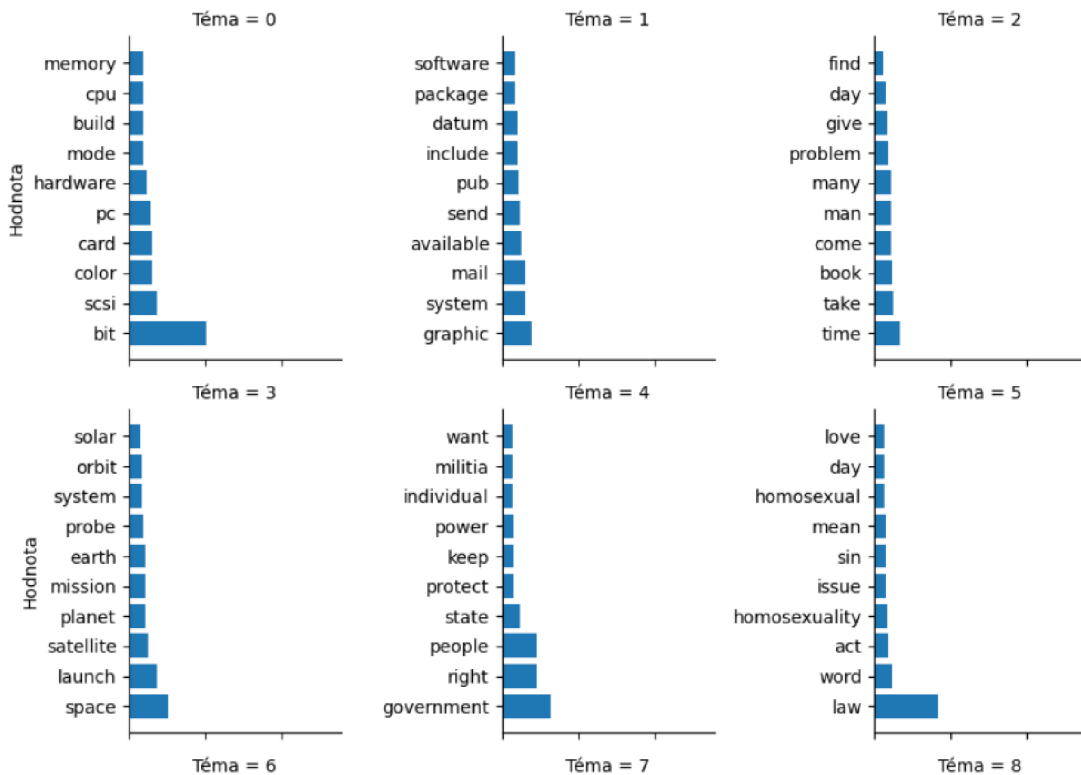 Téma = 0
memory
cpu
build
mode
hardware
pc
card
color
scsi
bit
Hodnota
Téma = 1
software
package
datum
include
pub
send
available
mail
system
graphic
Téma = 2
find
day
give
problem
many
man
come
book
take
time
Téma = 3
solar
orbit
system
probe
earth
mission
planet
satellite
launch
space
Hodnota
Téma = 4
want
militia
individual
power
keep
protect
state
people
right
government
Téma = 5
love
day
homosexual
mean
sin
issue
homosexuality
act
word
law
Téma = 6
Téma = 7
Téma = 8